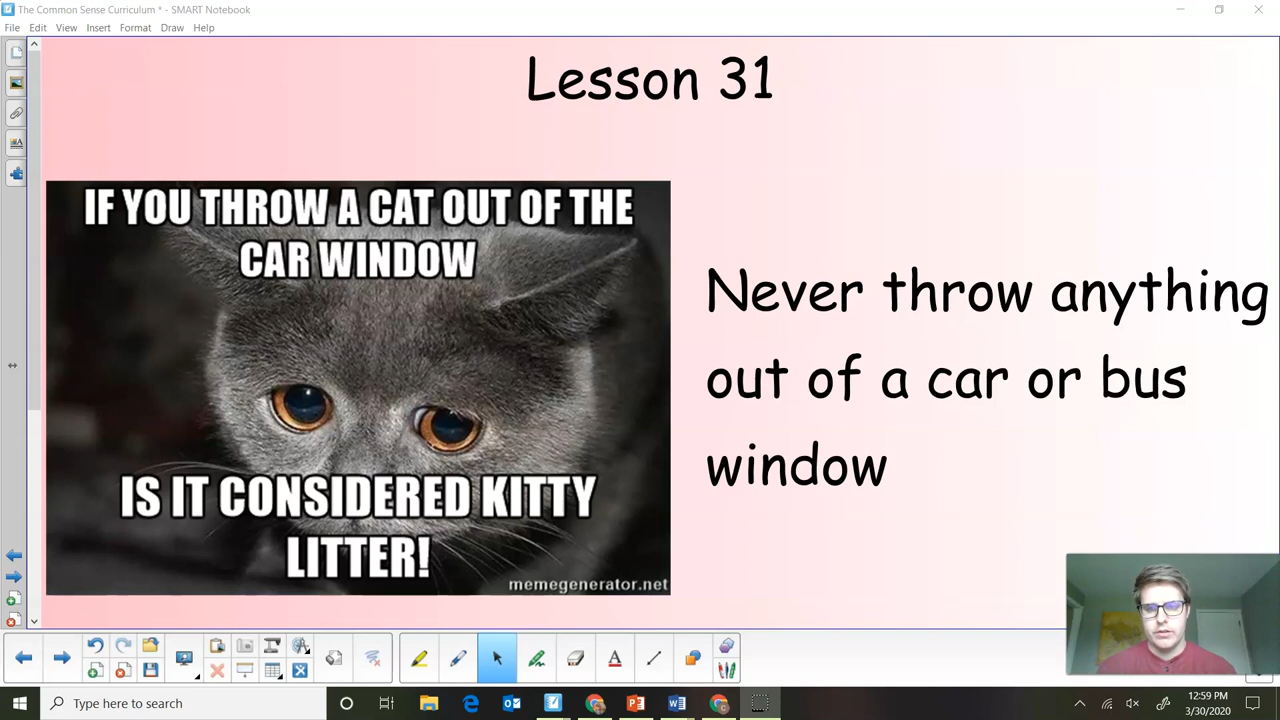 The Common Sense Curriculum * - SMART Notebook
File Edit View Insert Format Draw Help
Lesson 31
IF YOU THROW A CAT OUT OF THE
CAR WINDOW
IS IT CONSIDERED KITTY
LITTER!
memegenerator.net
Never throw anything
out of a car or bus
window
Type here to search
12:59 PM
3/30/2020